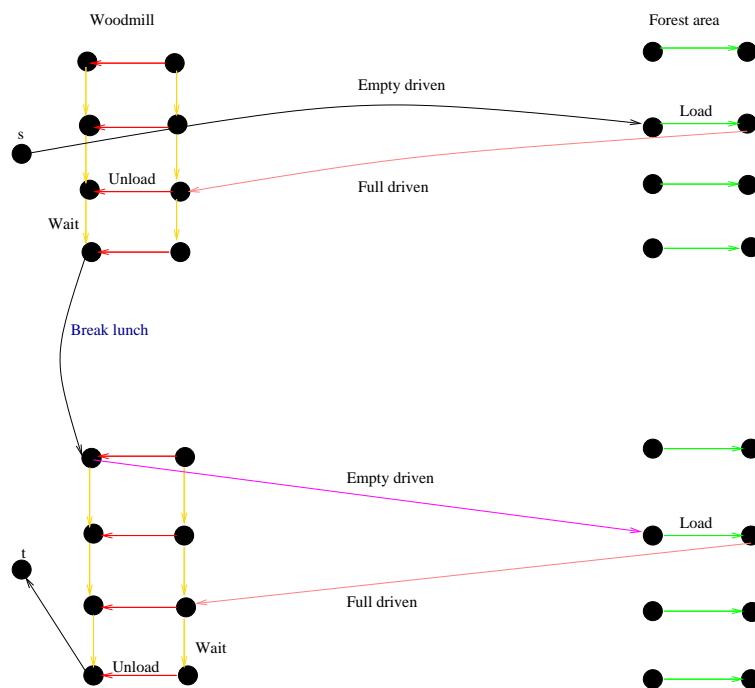 Woodmill
Forest area
Empty driven
Load
s
Unload
Full driven
Wait
Break lunch
Empty driven
Load
t
Full driven
Wait
Unload